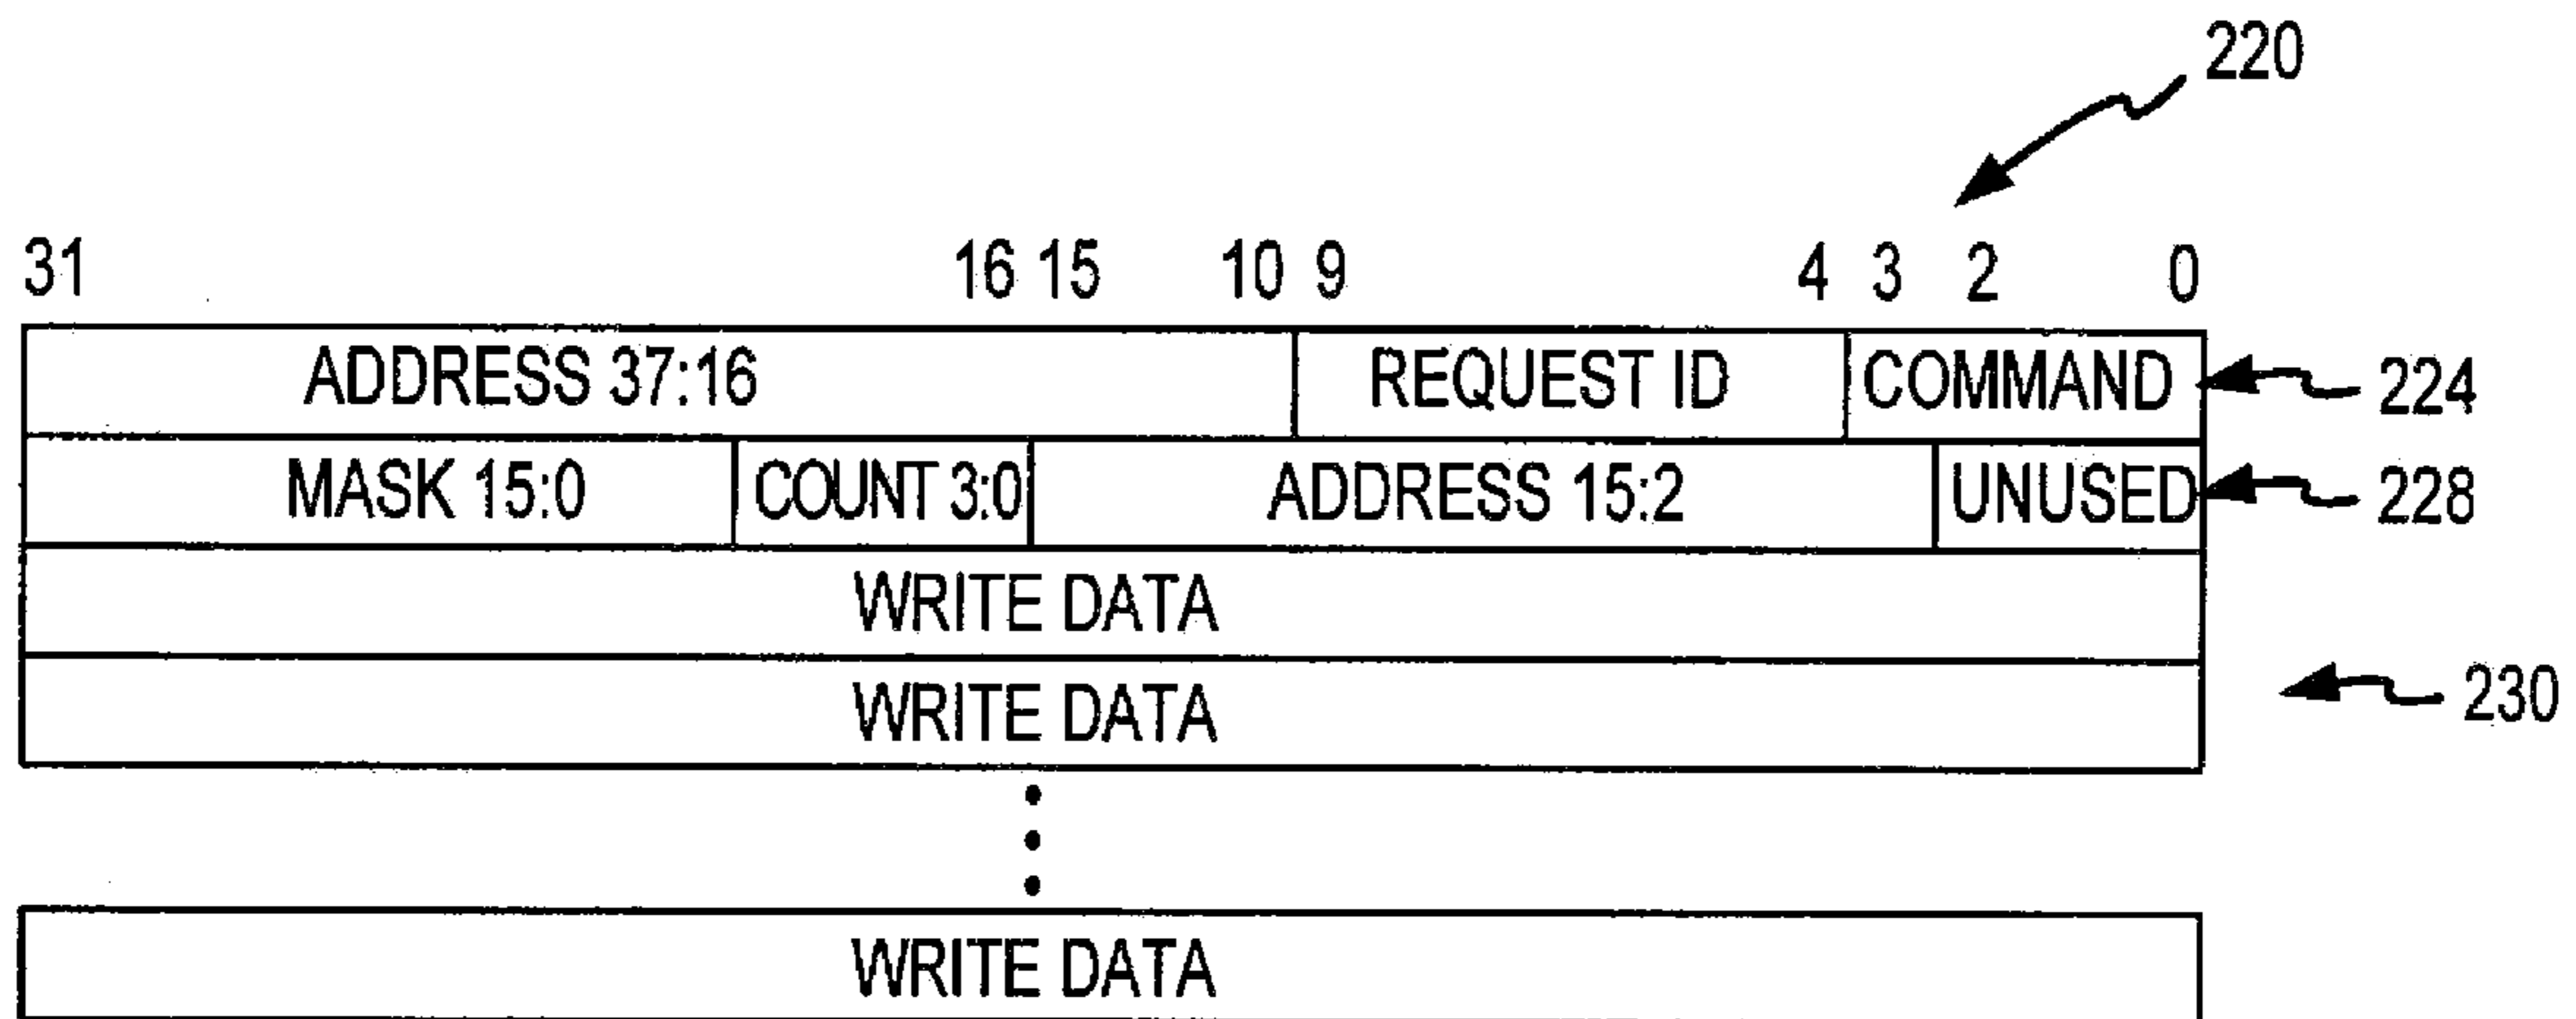 220
31 16 15 10 9 4 3 2 0
ADDRESS 37:16 REQUEST ID COMMAND 224
MASK 15:0 COUNT 3:0 ADDRESS 15:2 UNUSED 228
WRITE DATA
WRITE DATA 230
WRITE DATA